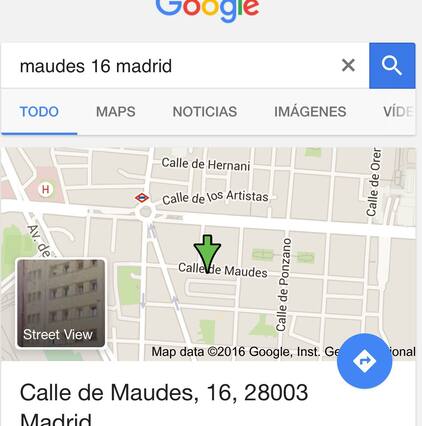 Google
maudes 16 madrid
TODO MAPS NOTICIAS IMÁGENES VÍDE
Calle de Hernani
Calle de los Artistas
Calle de Orer
H
Av. de
Calle de Maudes
Calle de Ponzano
Street View
Map data ©2016 Google, Inst. Ge ional
Calle de Maudes, 16, 28003
Madrid